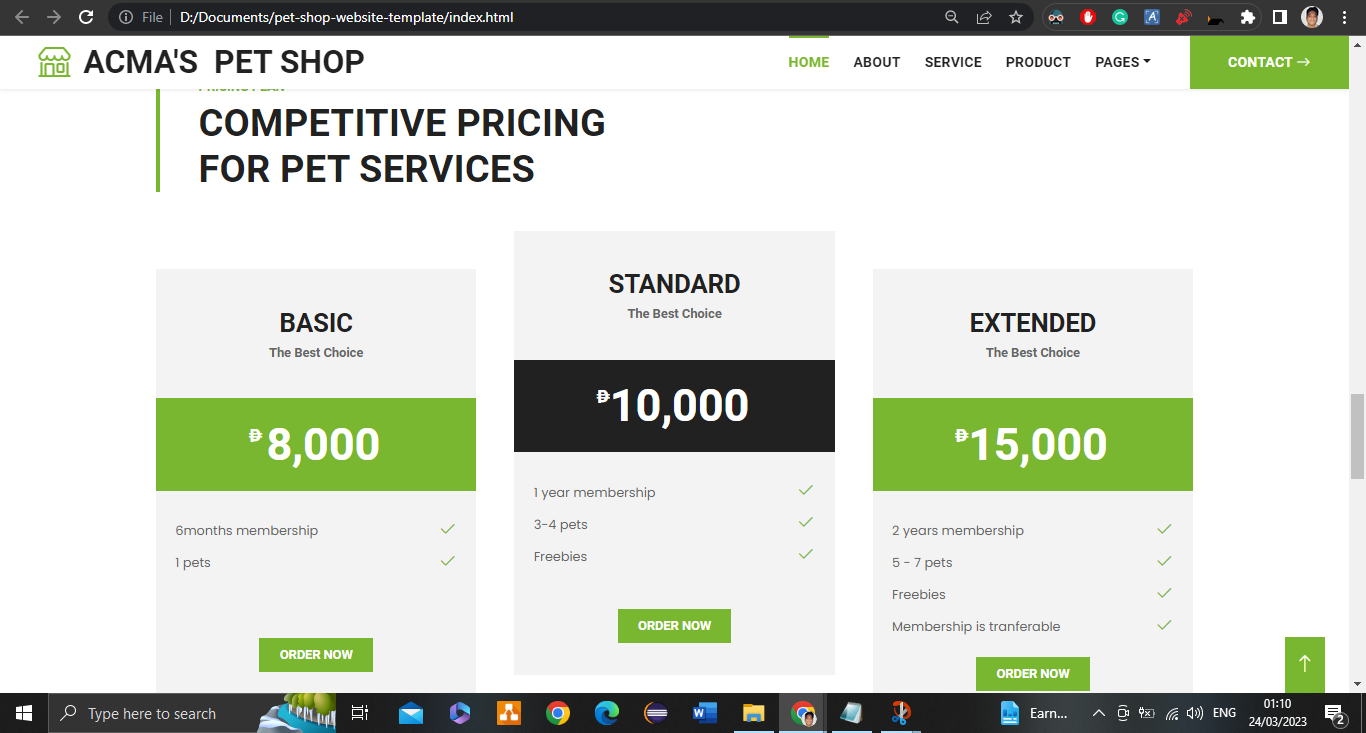 File
D:/Documents/pet-shop-website-template/index.html
ACMA'S PET SHOP
HOME
ABOUT
SERVICE
PRODUCT
PAGES
CONTACT →
COMPETITIVE PRICING
FOR PET SERVICES
BASIC
The Best Choice
₱8,000
6months membership
1 pets
ORDER NOW
STANDARD
The Best Choice
₱10,000
1 year membership
3-4 pets
Freebies
ORDER NOW
EXTENDED
The Best Choice
₱15,000
2 years membership
5 - 7 pets
Freebies
Membership is tranferable
ORDER NOW
Type here to search
Earn...
ENG
01:10
24/03/2023
2